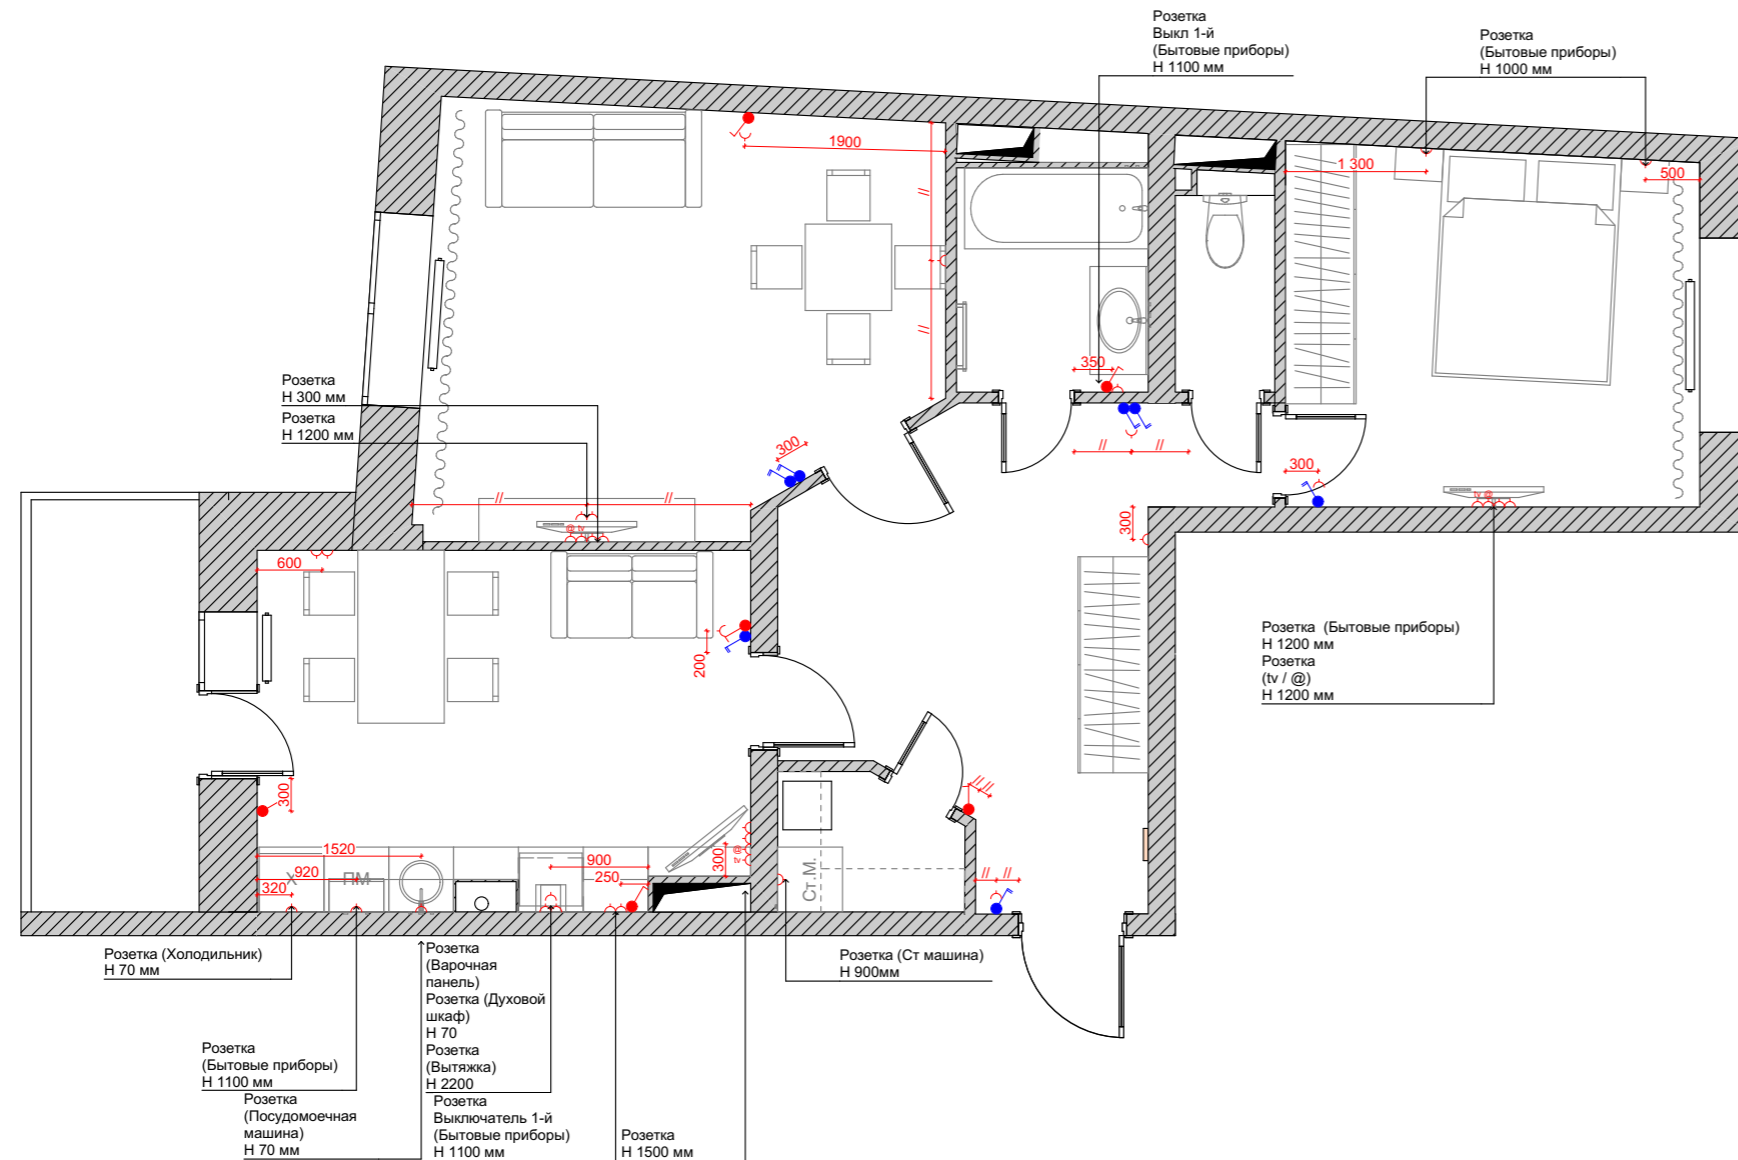 Розетка
Выкл 1-й
(Бытовые приборы)
Н 1100 мм
Розетка
(Бытовые приборы)
Н 1000 мм
1900
//
//
1 300
500
350
Розетка
Н 300 мм
Розетка
Н 1200 мм
300
//
//
300
//
//
tv @
@ tv
300
600
200
Розетка (Бытовые приборы)
Н 1200 мм
Розетка
(tv / @)
Н 1200 мм
300
//
//
1520
900
300
@
tv
920
250
320
Х
ПМ
Ст.М.
//
//
Розетка (Холодильник)
Н 70 мм
Розетка
(Варочная
панель)
Розетка (Духовой
шкаф)
Н 70
Розетка
(Вытяжка)
Н 2200
Розетка (Ст машина)
Н 900мм
Розетка
(Бытовые приборы)
Н 1100 мм
Розетка
(Посудомоечная
машина)
Н 70 мм
Розетка
Выключатель 1-й
(Бытовые приборы)
Н 1100 мм
Розетка
Н 1500 мм